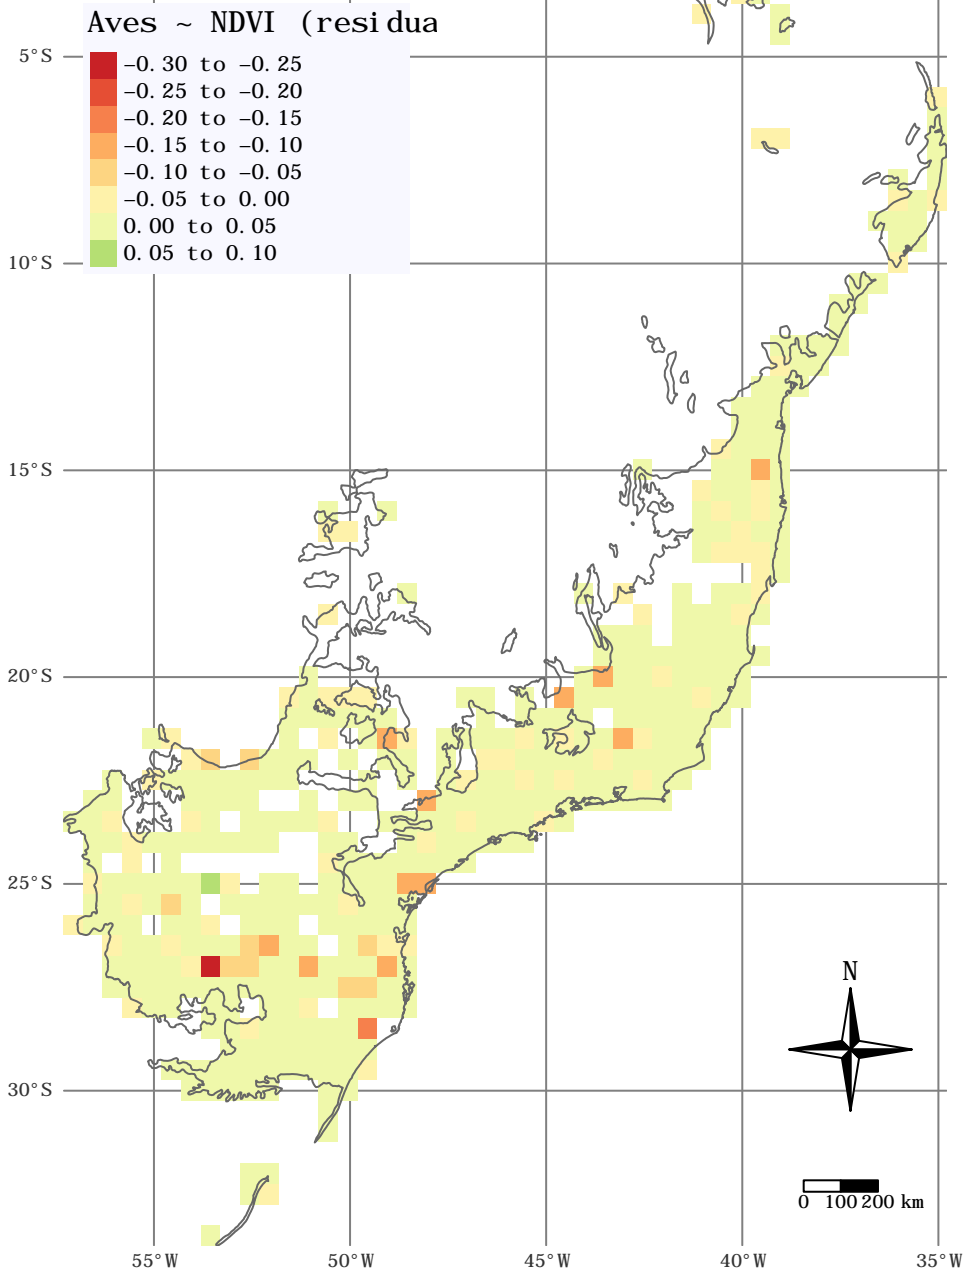 Aves ~ NDVI (residua
-0.30 to -0.25
-0.25 to -0.20
-0.20 to -0.15
-0.15 to -0.10
-0.10 to -0.05
-0.05 to 0.00
0.00 to 0.05
0.05 to 0.10
5°S
10°S
15°S
20°S
25°S
30°S
N
0 100 200 km
55°W
50°W
45°W
40°W
35°W